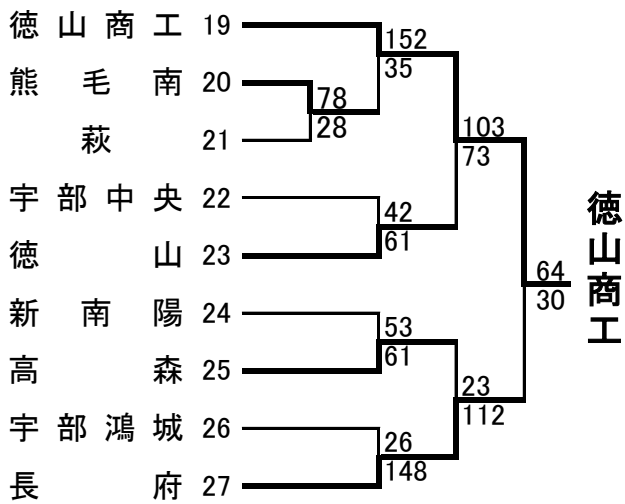 徳山商工 19
熊毛南 20
萩 21
宇部中央 22
徳山 23
新南陽 24
高森 25
宇部鴻城 26
長府 27
152
35
78
28
103
73
42
61
64
30
53
61
23
112
26
148
徳山商工